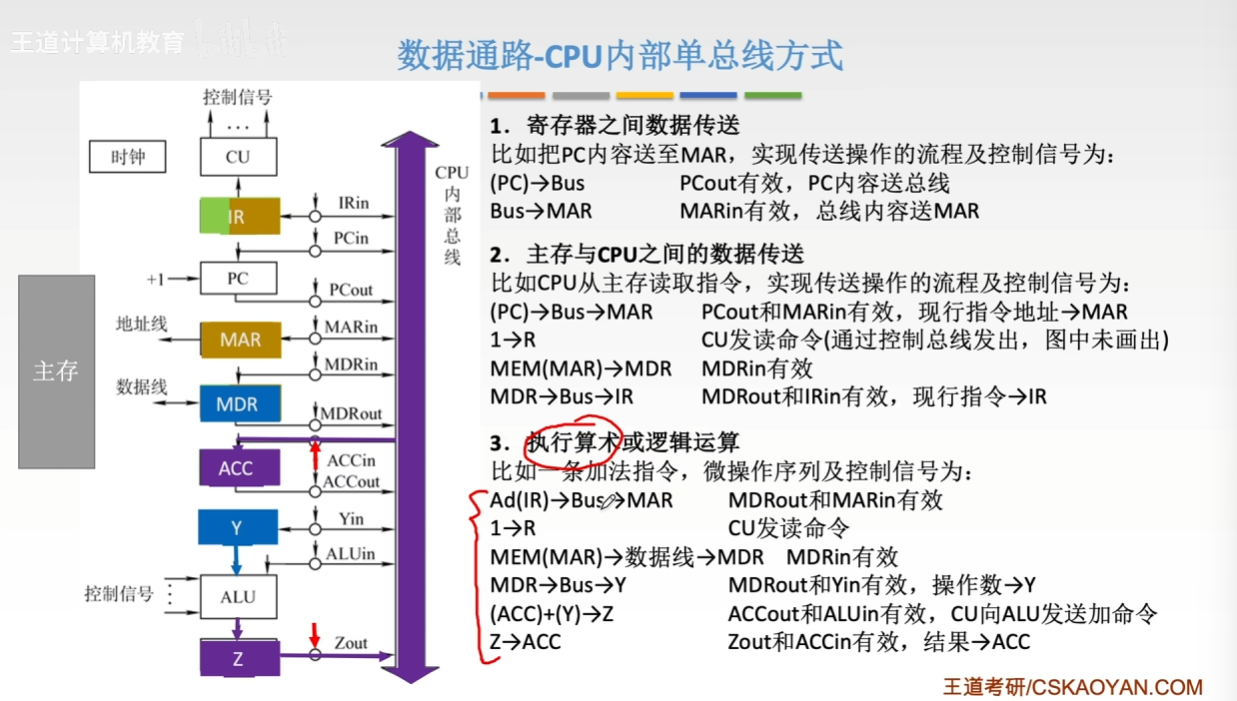 王道计算机教育
数据通路-CPU内部单总线方式
控制信号
...
时钟
CU
IR
IRin
PCin
+1
PC
PCout
地址线
MAR
MARin
MDRin
数据线
MDR
MDRout
ACC
ACCin
ACCout
Y
Yin
ALUin
控制信号
ALU
Z
Zout
CPU
内
部
总
线
主存
1. 寄存器之间数据传送
比如把PC内容送至MAR，实现传送操作的流程及控制信号为：
(PC)→Bus PCout有效，PC内容送总线
Bus→MAR MARin有效，总线内容送MAR
2. 主存与CPU之间的数据传送
比如CPU从主存读取指令，实现传送操作的流程及控制信号为：
(PC)→Bus→MAR PCout和MARin有效，现行指令地址→MAR
1→R CU发读命令(通过控制总线发出，图中未画出)
MEM(MAR)→MDR MDRin有效
MDR→Bus→IR MDRout和IRin有效，现行指令→IR
3. 执行算术或逻辑运算
比如一条加法指令，微操作序列及控制信号为：
Ad(IR)→Bus→MAR MDRout和MARin有效
1→R CU发读命令
MEM(MAR)→数据线→MDR MDRin有效
MDR→Bus→Y MDRout和Yin有效，操作数→Y
(ACC)+(Y)→Z ACCout和ALUin有效，CU向ALU发送加命令
Z→ACC Zout和ACCin有效，结果→ACC
王道考研/CSKAOYAN.COM